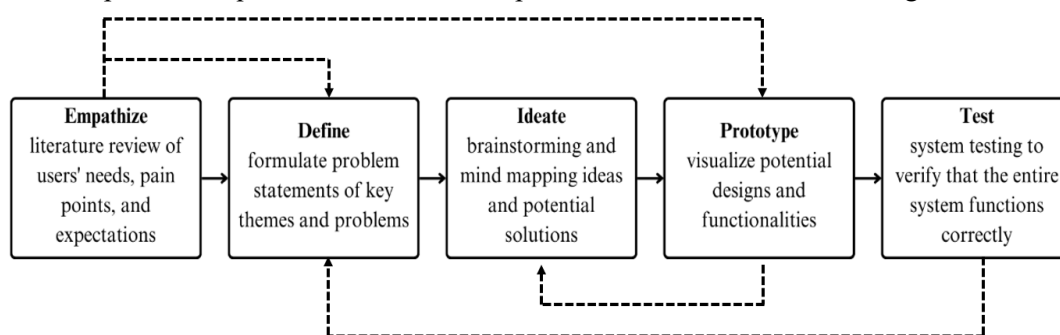 Empathize
literature review of
users' needs, pain
points, and
expectations
Define
formulate problem
statements of key
themes and problems
Ideate
brainstorming and
mind mapping ideas
and potential
solutions
Prototype
visualize potential
designs and
functionalities
Test
system testing to
verify that the entire
system functions
correctly